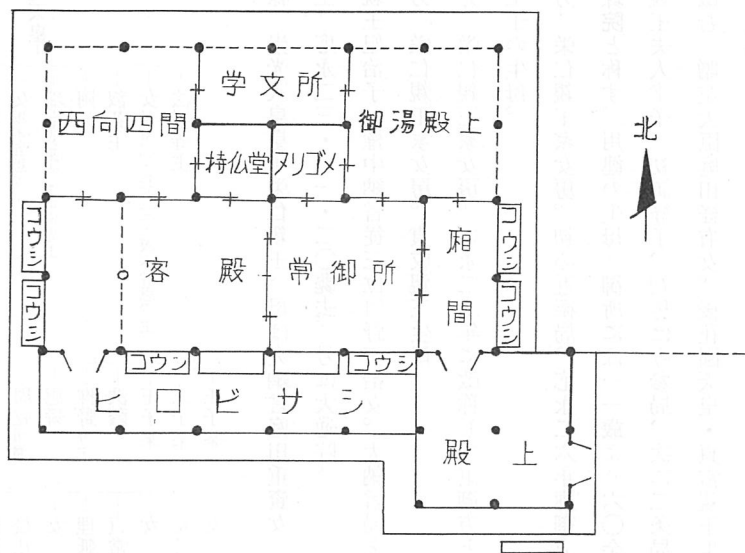 学文所
西向四間
御湯殿上
持仏堂
ヌリゴメ
北
コウシ
コウシ
客殿
常御所
廂間
コウシ
コウシ
コウン
コウシ
ヒロビサシ
殿上